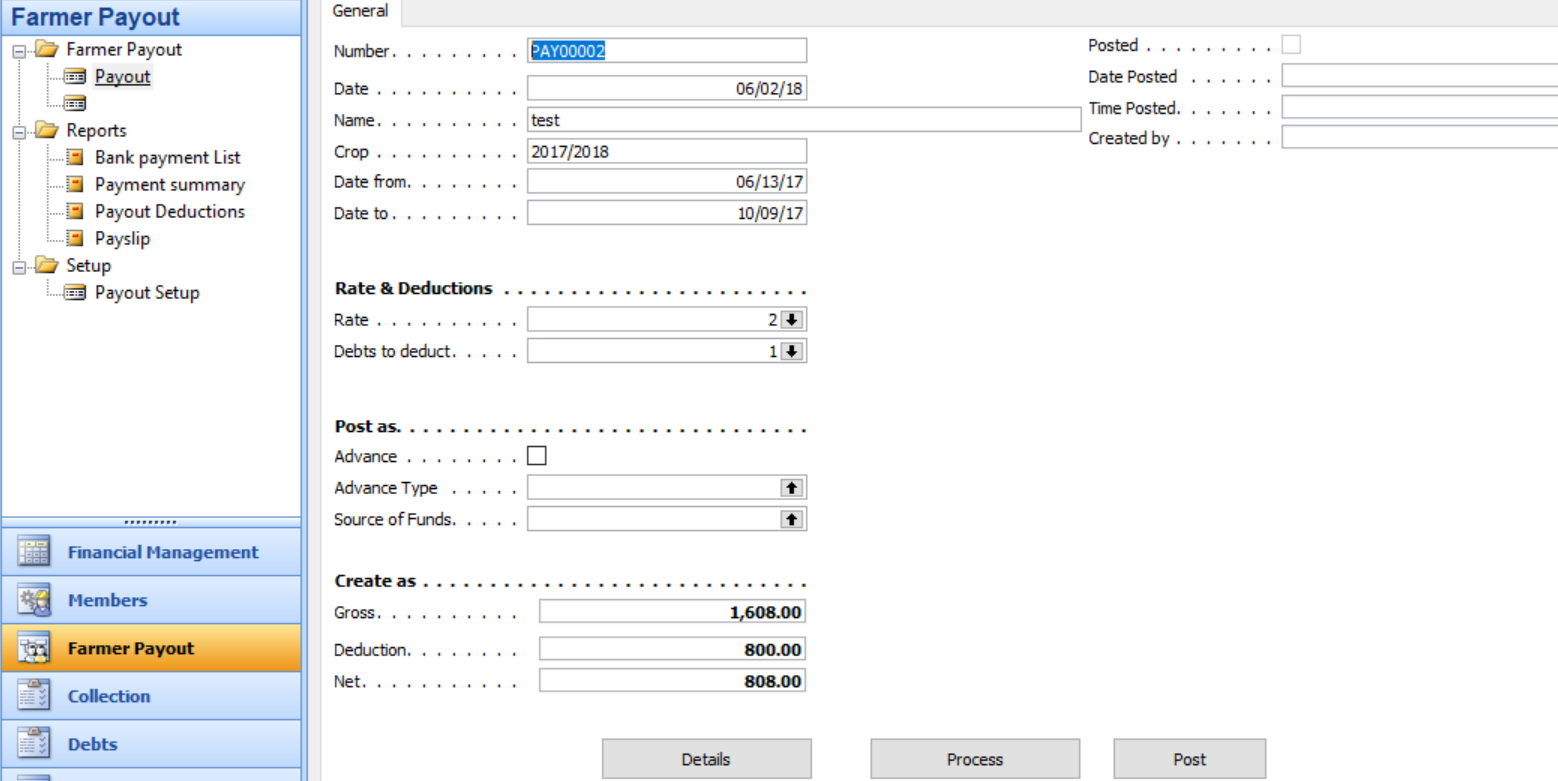 Farmer Payout
Farmer Payout
Payout
Reports
Bank payment List
Payment summary
Payout Deductions
Payslip
Setup
Payout Setup
Financial Management
Members
Farmer Payout
Collection
Debts
General
Number. . . . . . . . . . PAY00002
Date . . . . . . . . . . 06/02/18
Name. . . . . . . . . . test
Crop . . . . . . . . . . 2017/2018
Date from. . . . . . . . 06/13/17
Date to. . . . . . . . . 10/09/17
Posted . . . . . . . . .
Date Posted . . . . . .
Time Posted. . . . . . .
Created by . . . . . . .
Rate & Deductions . . . . . . . . . . . . . . . . . . . . . . .
Rate . . . . . . . . . . 2
Debts to deduct. . . . . 1
Post as. . . . . . . . . . . . . . . . . . . . . . . . . . . . . . .
Advance . . . . . . . .
Advance Type . . . . .
Source of Funds. . . . .
Create as . . . . . . . . . . . . . . . . . . . . . . . . . . . . .
Gross. . . . . . . . . . 1,608.00
Deduction. . . . . . . . 800.00
Net. . . . . . . . . . . 808.00
Details Process Post